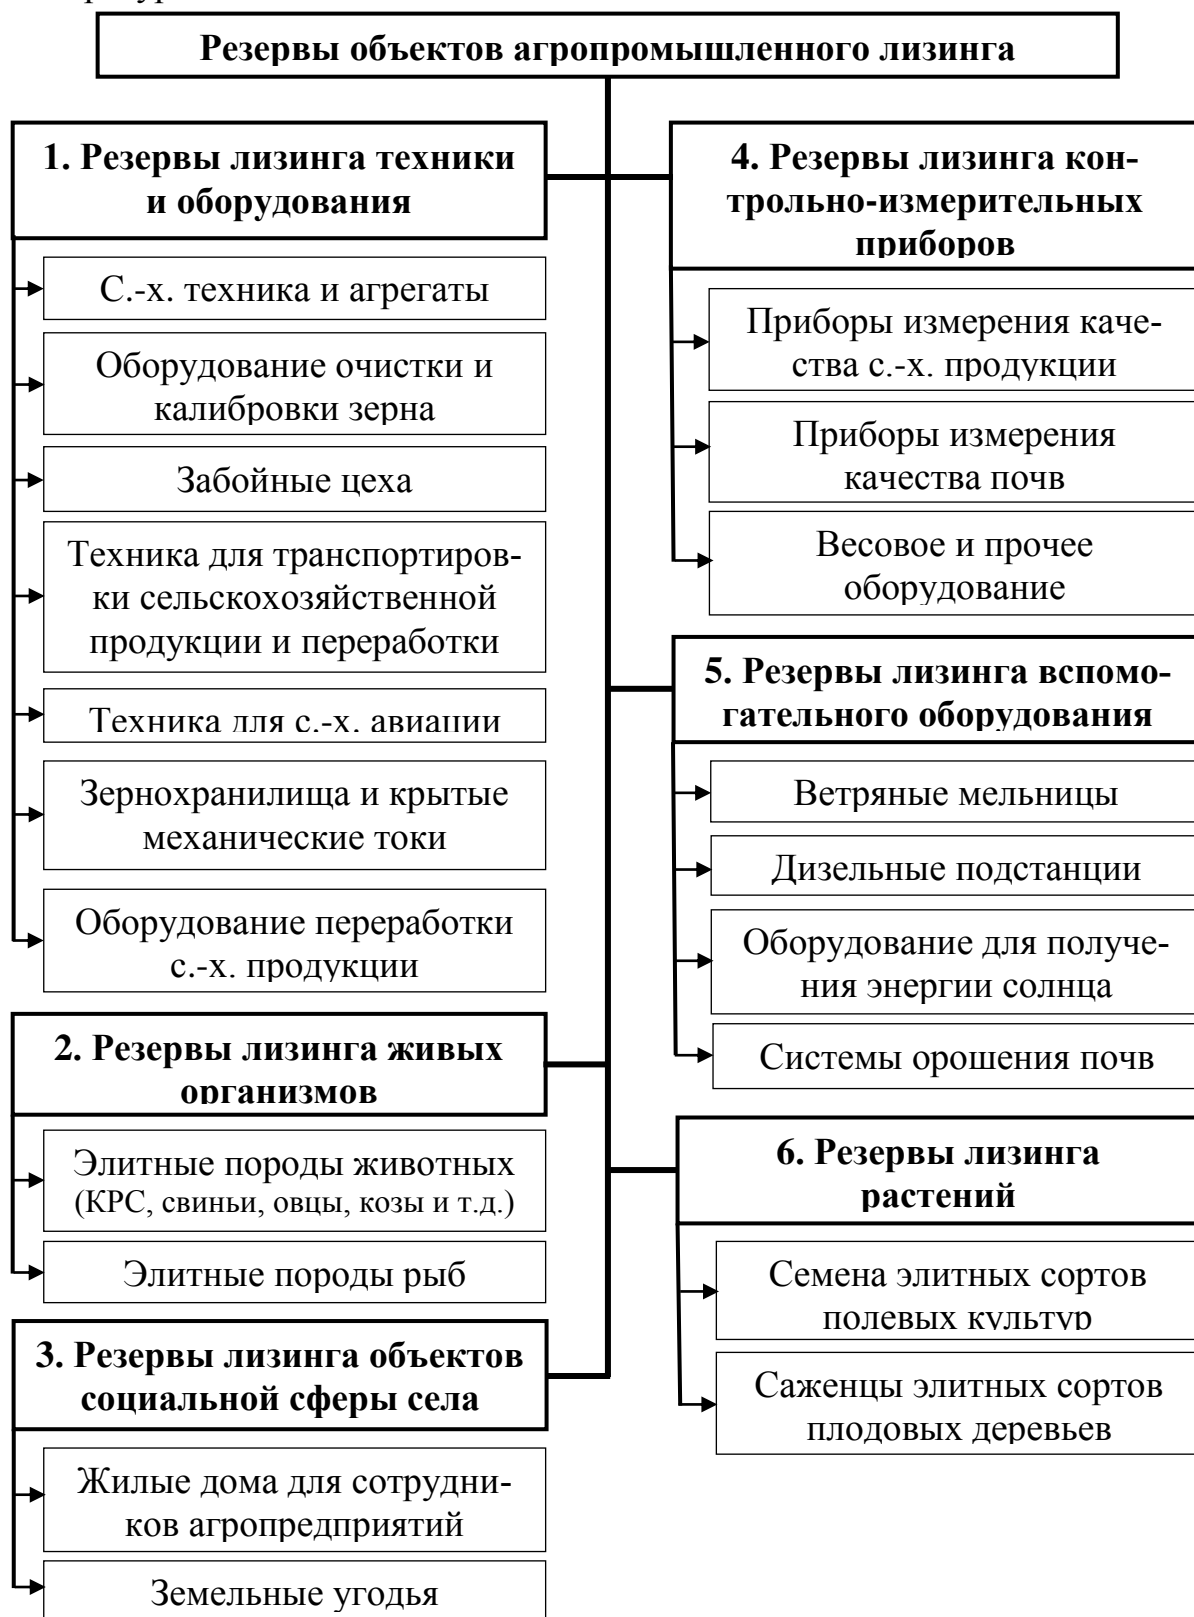 Резервы объектов агропромышленного лизинга
1. Резервы лизинга техники
и оборудования
С.-х. техника и агрегаты
Оборудование очистки и
калибровки зерна
Забойные цеха
Техника для транспортиров-
ки сельскохозяйственной
продукции и переработки
Техника для с.-х. авиации
Зернохранилища и крытые
механические токи
Оборудование переработки
с.-х. продукции
2. Резервы лизинга живых
организмов
Элитные породы животных
(КРС, свиньи, овцы, козы и т.д.)
Элитные породы рыб
3. Резервы лизинга объектов
социальной сферы села
Жилые дома для сотрудни-
ков агропредприятий
Земельные угодья
4. Резервы лизинга кон-
трольно-измерительных
приборов
Приборы измерения каче-
ства с.-х. продукции
Приборы измерения
качества почв
Весовое и прочее
оборудование
5. Резервы лизинга вспомо-
гательного оборудования
Ветряные мельницы
Дизельные подстанции
Оборудование для получе-
ния энергии солнца
Системы орошения почв
6. Резервы лизинга
растений
Семена элитных сортов
полевых культур
Саженцы элитных сортов
плодовых деревьев